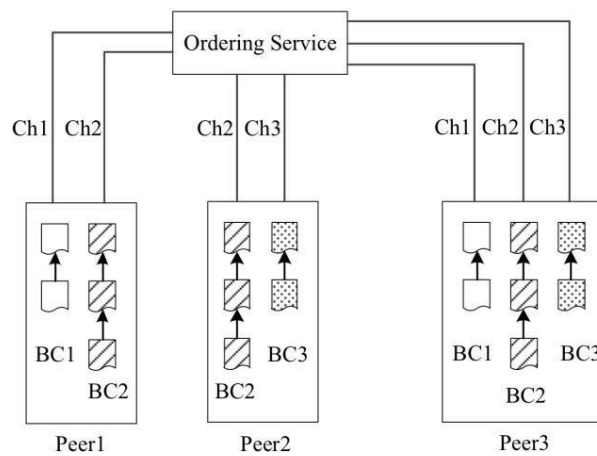 Ordering Service
Ch1 Ch2 Ch2 Ch3 Ch1 Ch2 Ch3
BC1 BC2 BC2 BC3 BC1 BC2 BC3
Peer1 Peer2 Peer3